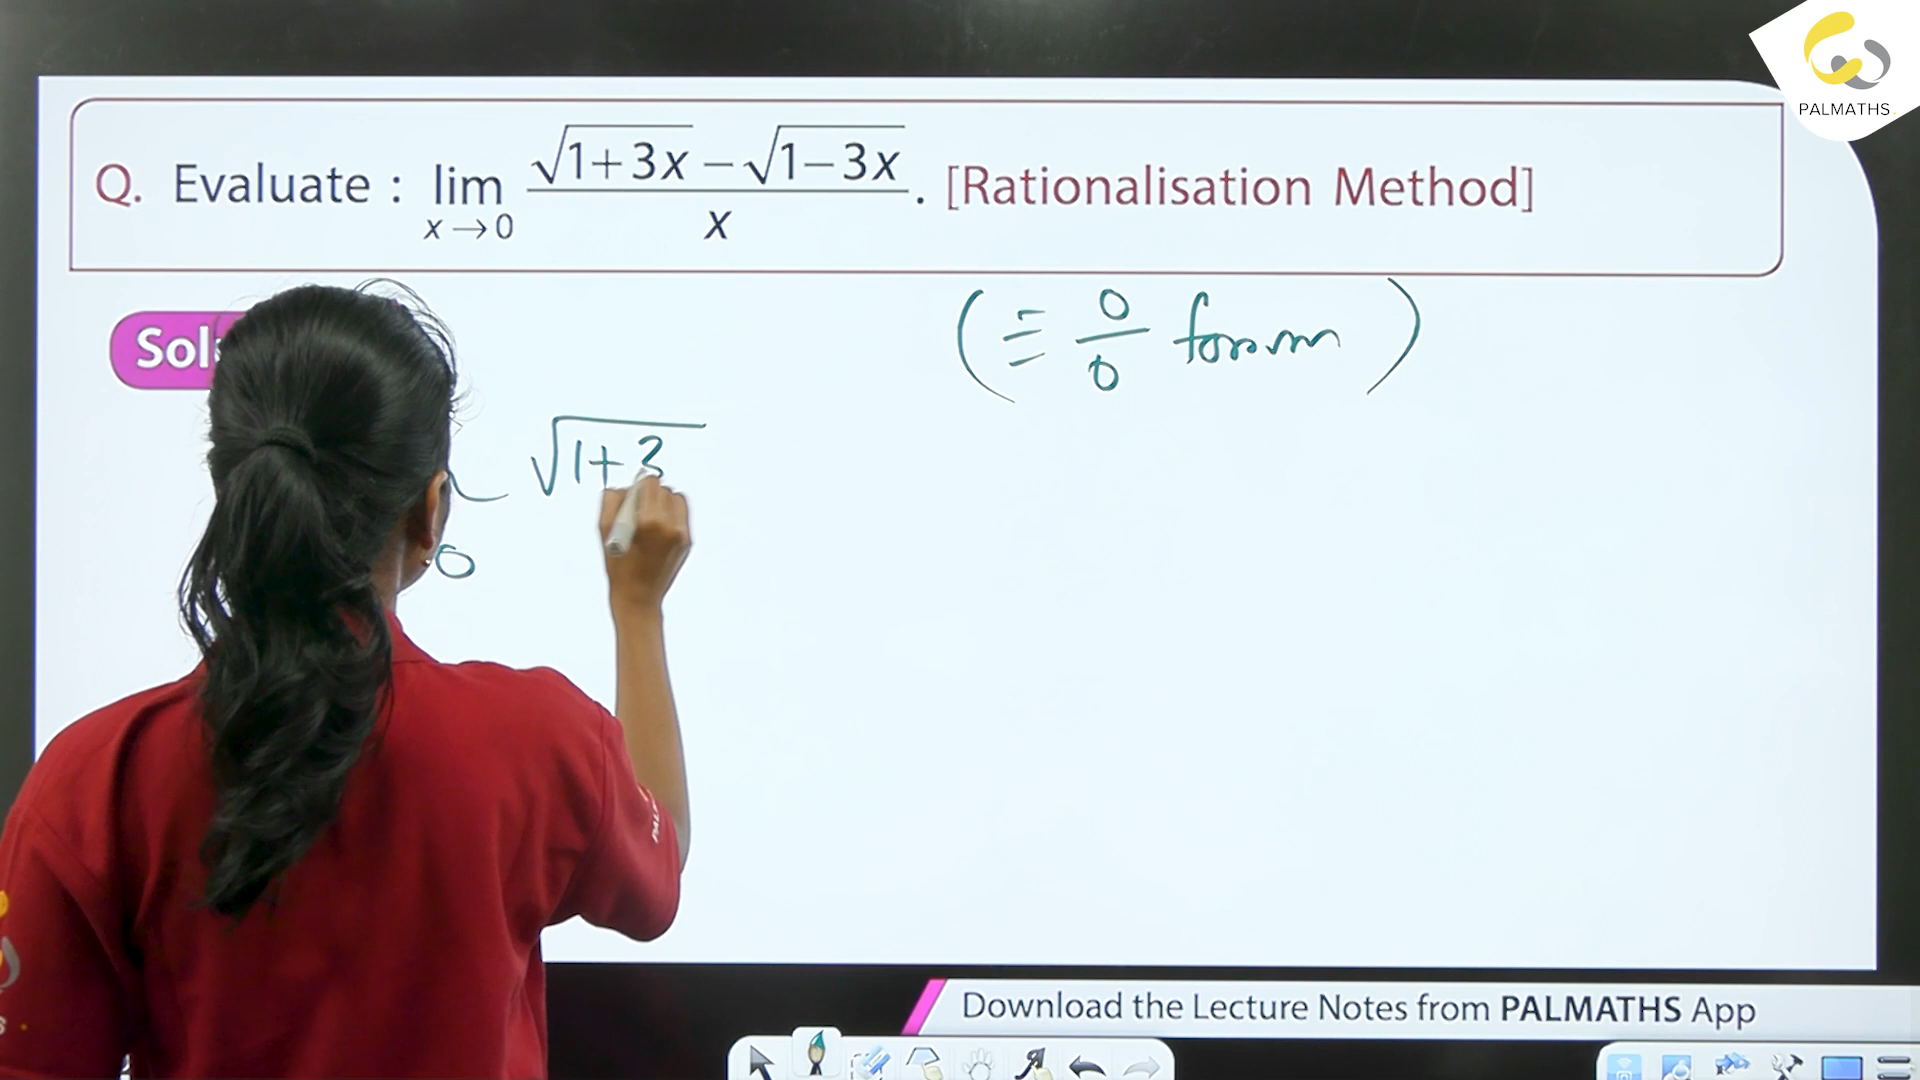 PALMATHS
Q. Evaluate : lim x→0 (√(1+3x) − √(1−3x)) / x. [Rationalisation Method]
(≡ 0/0 form)
Sol
√(1+3
0
PAL
Download the Lecture Notes from PALMATHS App